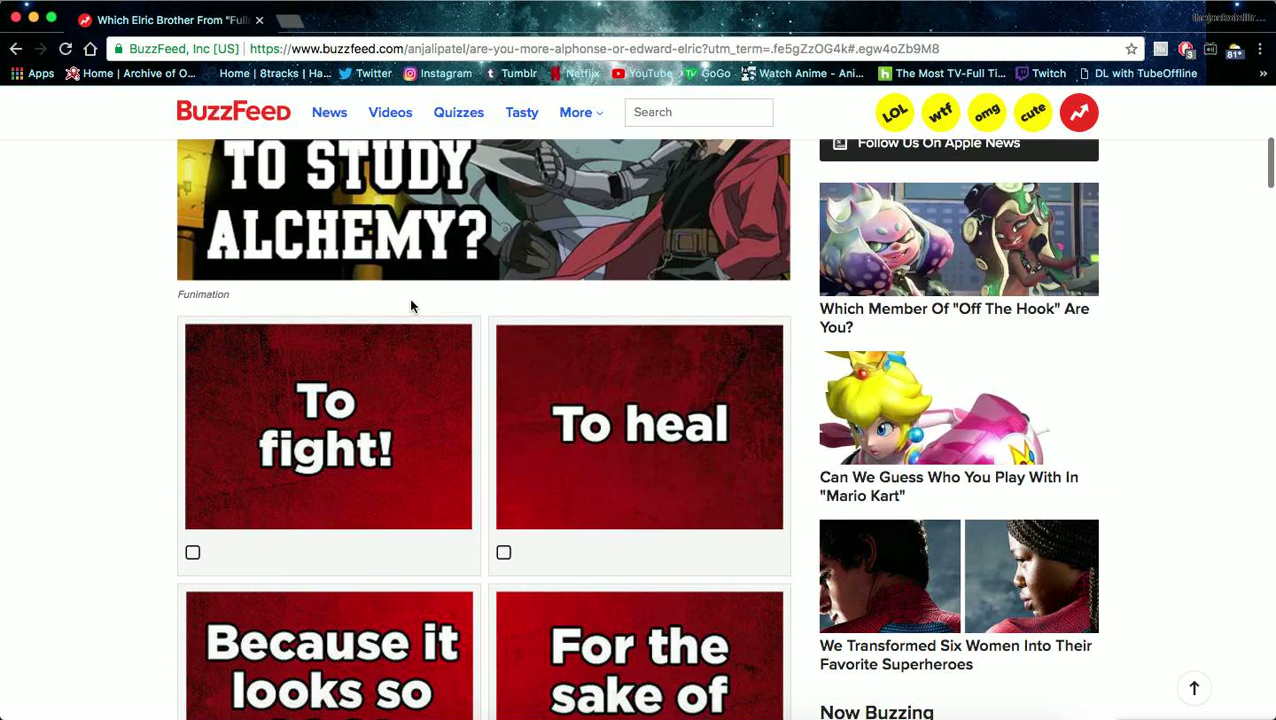 Which Elric Brother From "Full
BuzzFeed, Inc [US]
https://www.buzzfeed.com/anjalipatel/are-you-more-alphonse-or-edward-elric?utm_term=.fe5gZzOG4k#.egw4oZb9M8
3
81+
Apps
Home | Archive of O...
Home | 8tracks | Ha...
Twitter
Instagram
Tumblr
Netflix
YouTube
GoGo
Watch Anime - Ani...
The Most TV-Full Ti...
Twitch
DL with TubeOffline
»
BuzzFeed
News
Videos
Quizzes
Tasty
More
Search
LOL
wtf
omg
cute
TO STUDY
ALCHEMY?
Funimation
To
fight!
To heal
Because it
looks so
For the
sake of
Follow Us On Apple News
Which Member Of "Off The Hook" Are
You?
Can We Guess Who You Play With In
"Mario Kart"
We Transformed Six Women Into Their
Favorite Superheroes
Now Buzzing